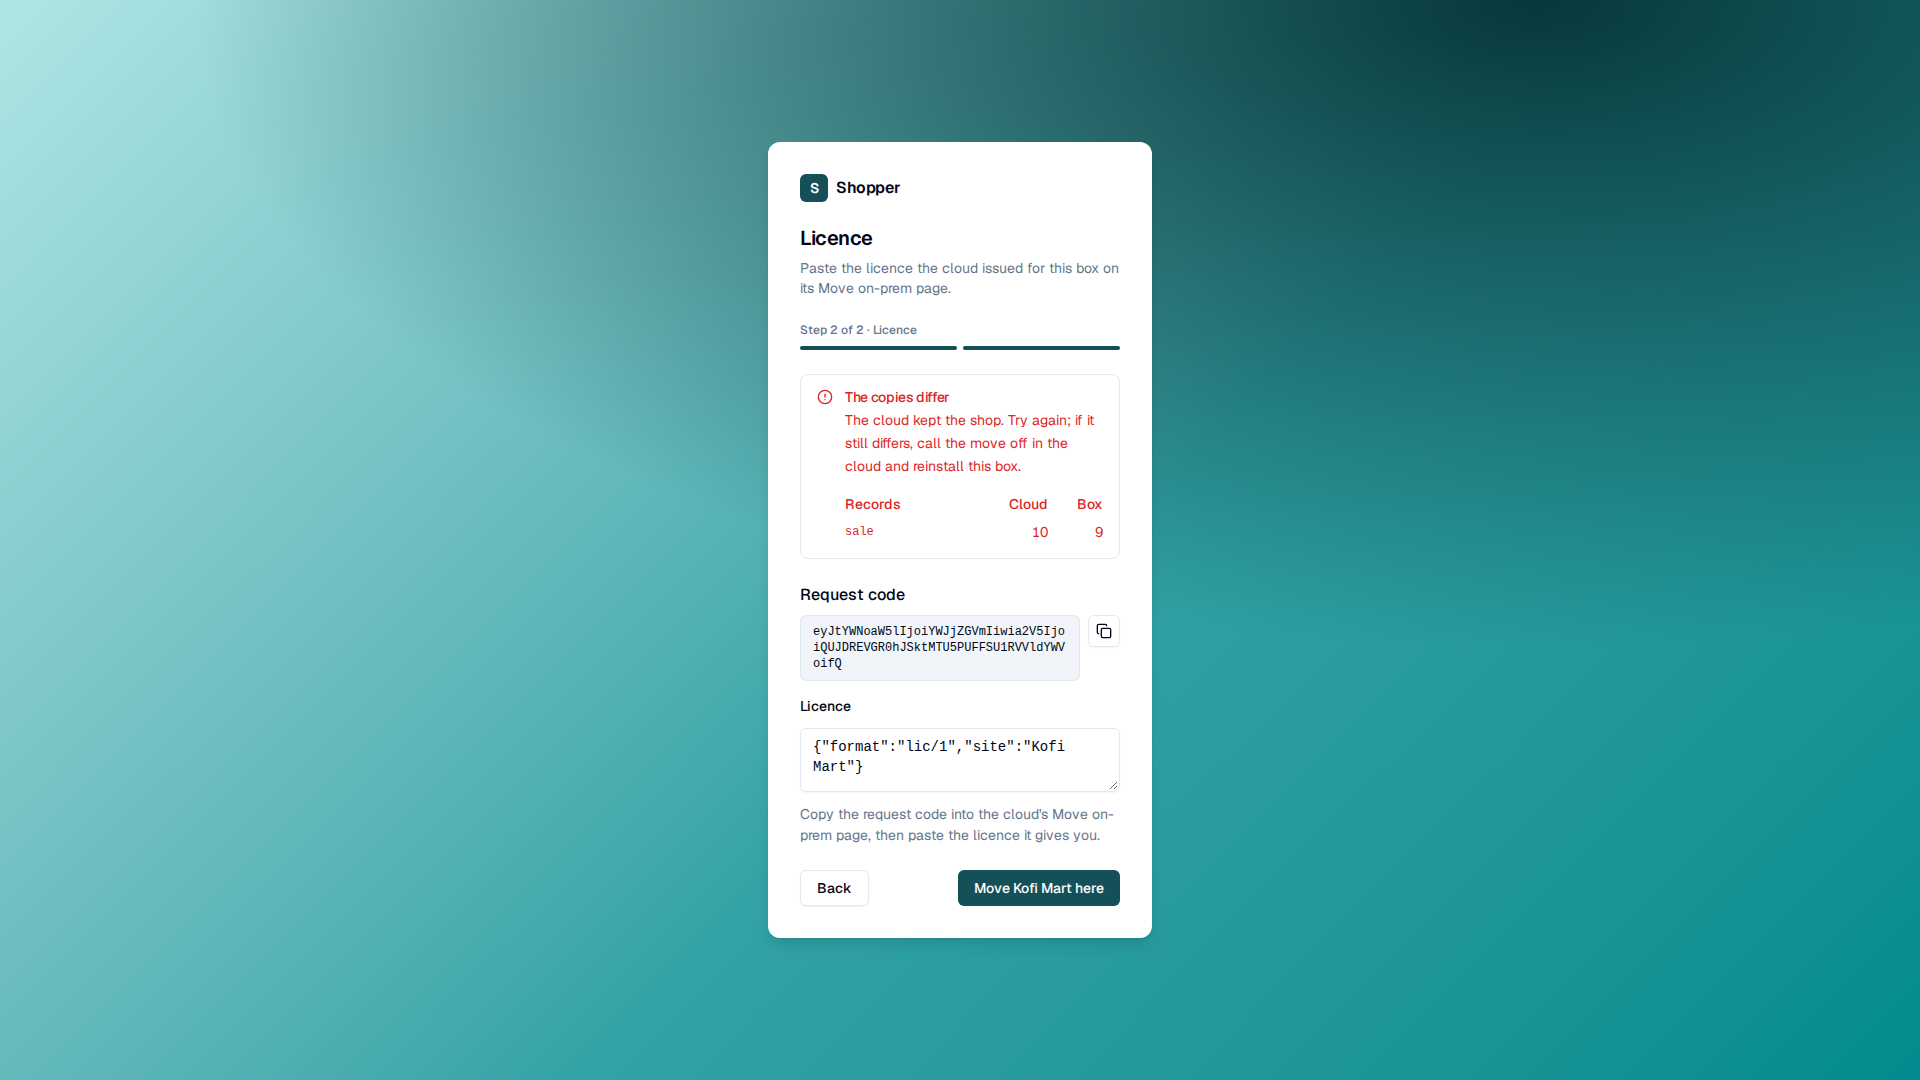 S Shopper
Licence
Paste the licence the cloud issued for this box on
its Move on-prem page.
Step 2 of 2 · Licence
The copies differ
The cloud kept the shop. Try again; if it
still differs, call the move off in the
cloud and reinstall this box.
Records Cloud Box
sale 10 9
Request code
eyJtYWNoaW5lIjoiYWJjZGVmIiwia2V5Ijo
iQUJDREVGR0hJSktMTU5PUFFSU1RVVldYWV
oifQ
Licence
{"format":"lic/1","site":"Kofi
Mart"}
Copy the request code into the cloud's Move on-
prem page, then paste the licence it gives you.
Back Move Kofi Mart here